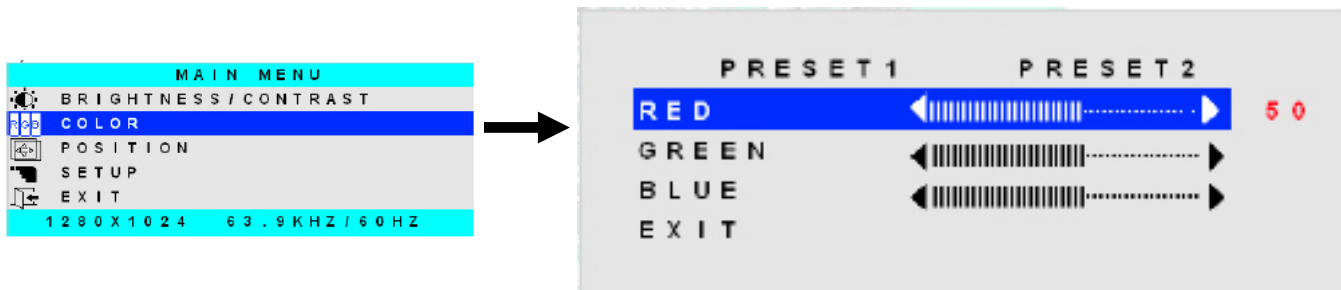 MAIN MENU
BRIGHTNESS/CONTRAST
RGB COLOR
POSITION
SETUP
EXIT
1280X1024 63.9KHZ/60HZ
PRESET1 PRESET2
RED 50
GREEN
BLUE
EXIT